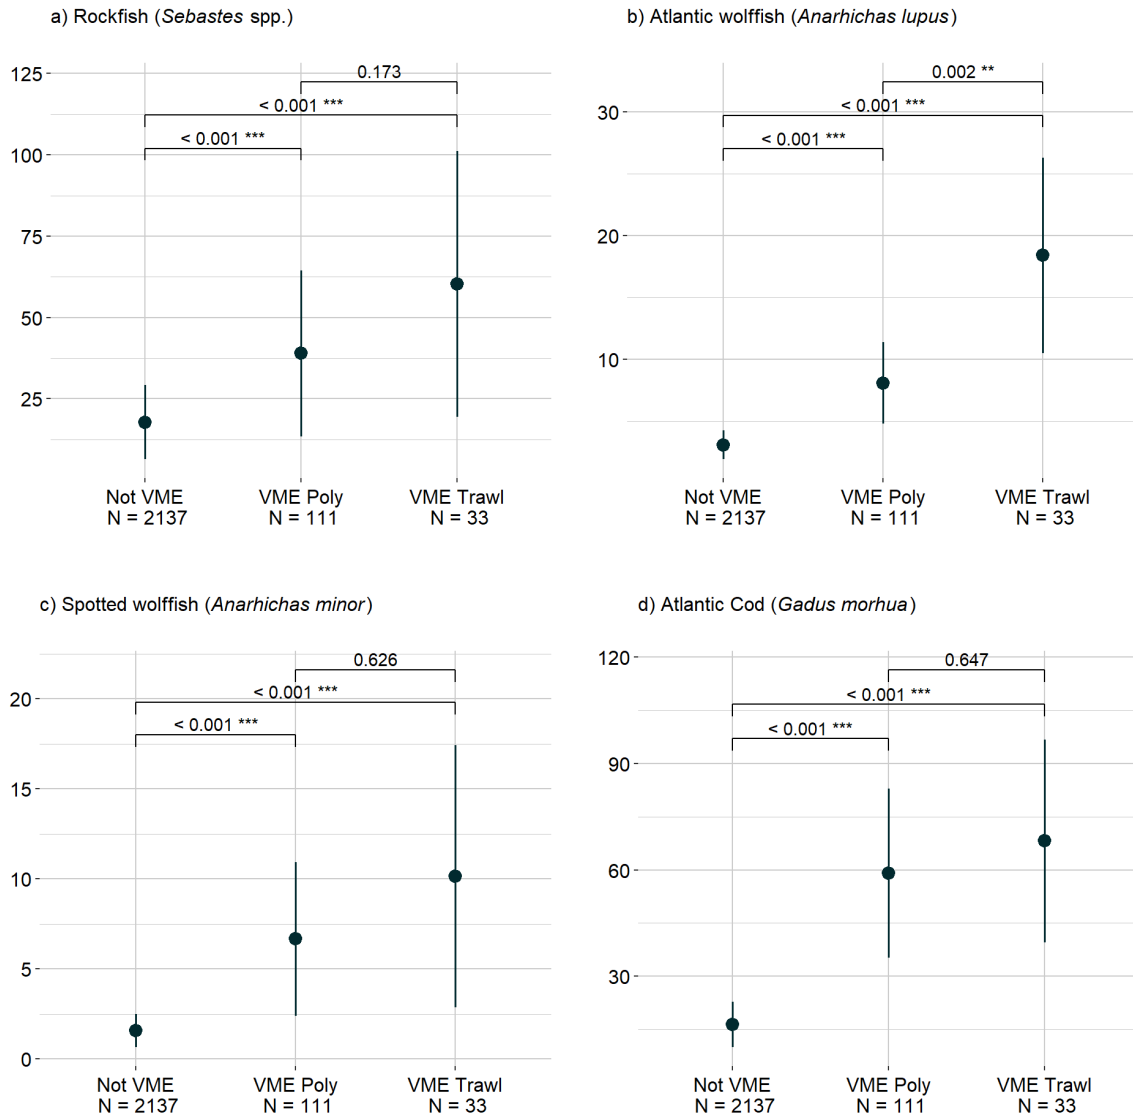 a) Rockfish (Sebastes spp.)
125
100
75
50
25
0.173
< 0.001 ***
< 0.001 ***
Not VME
N = 2137
VME Poly
N = 111
VME Trawl
N = 33
b) Atlantic wolffish (Anarhichas lupus)
30
20
10
0.002 **
< 0.001 ***
< 0.001 ***
Not VME
N = 2137
VME Poly
N = 111
VME Trawl
N = 33
c) Spotted wolffish (Anarhichas minor)
20
15
10
5
0
0.626
< 0.001 ***
< 0.001 ***
Not VME
N = 2137
VME Poly
N = 111
VME Trawl
N = 33
d) Atlantic Cod (Gadus morhua)
120
90
60
30
0.647
< 0.001 ***
< 0.001 ***
Not VME
N = 2137
VME Poly
N = 111
VME Trawl
N = 33